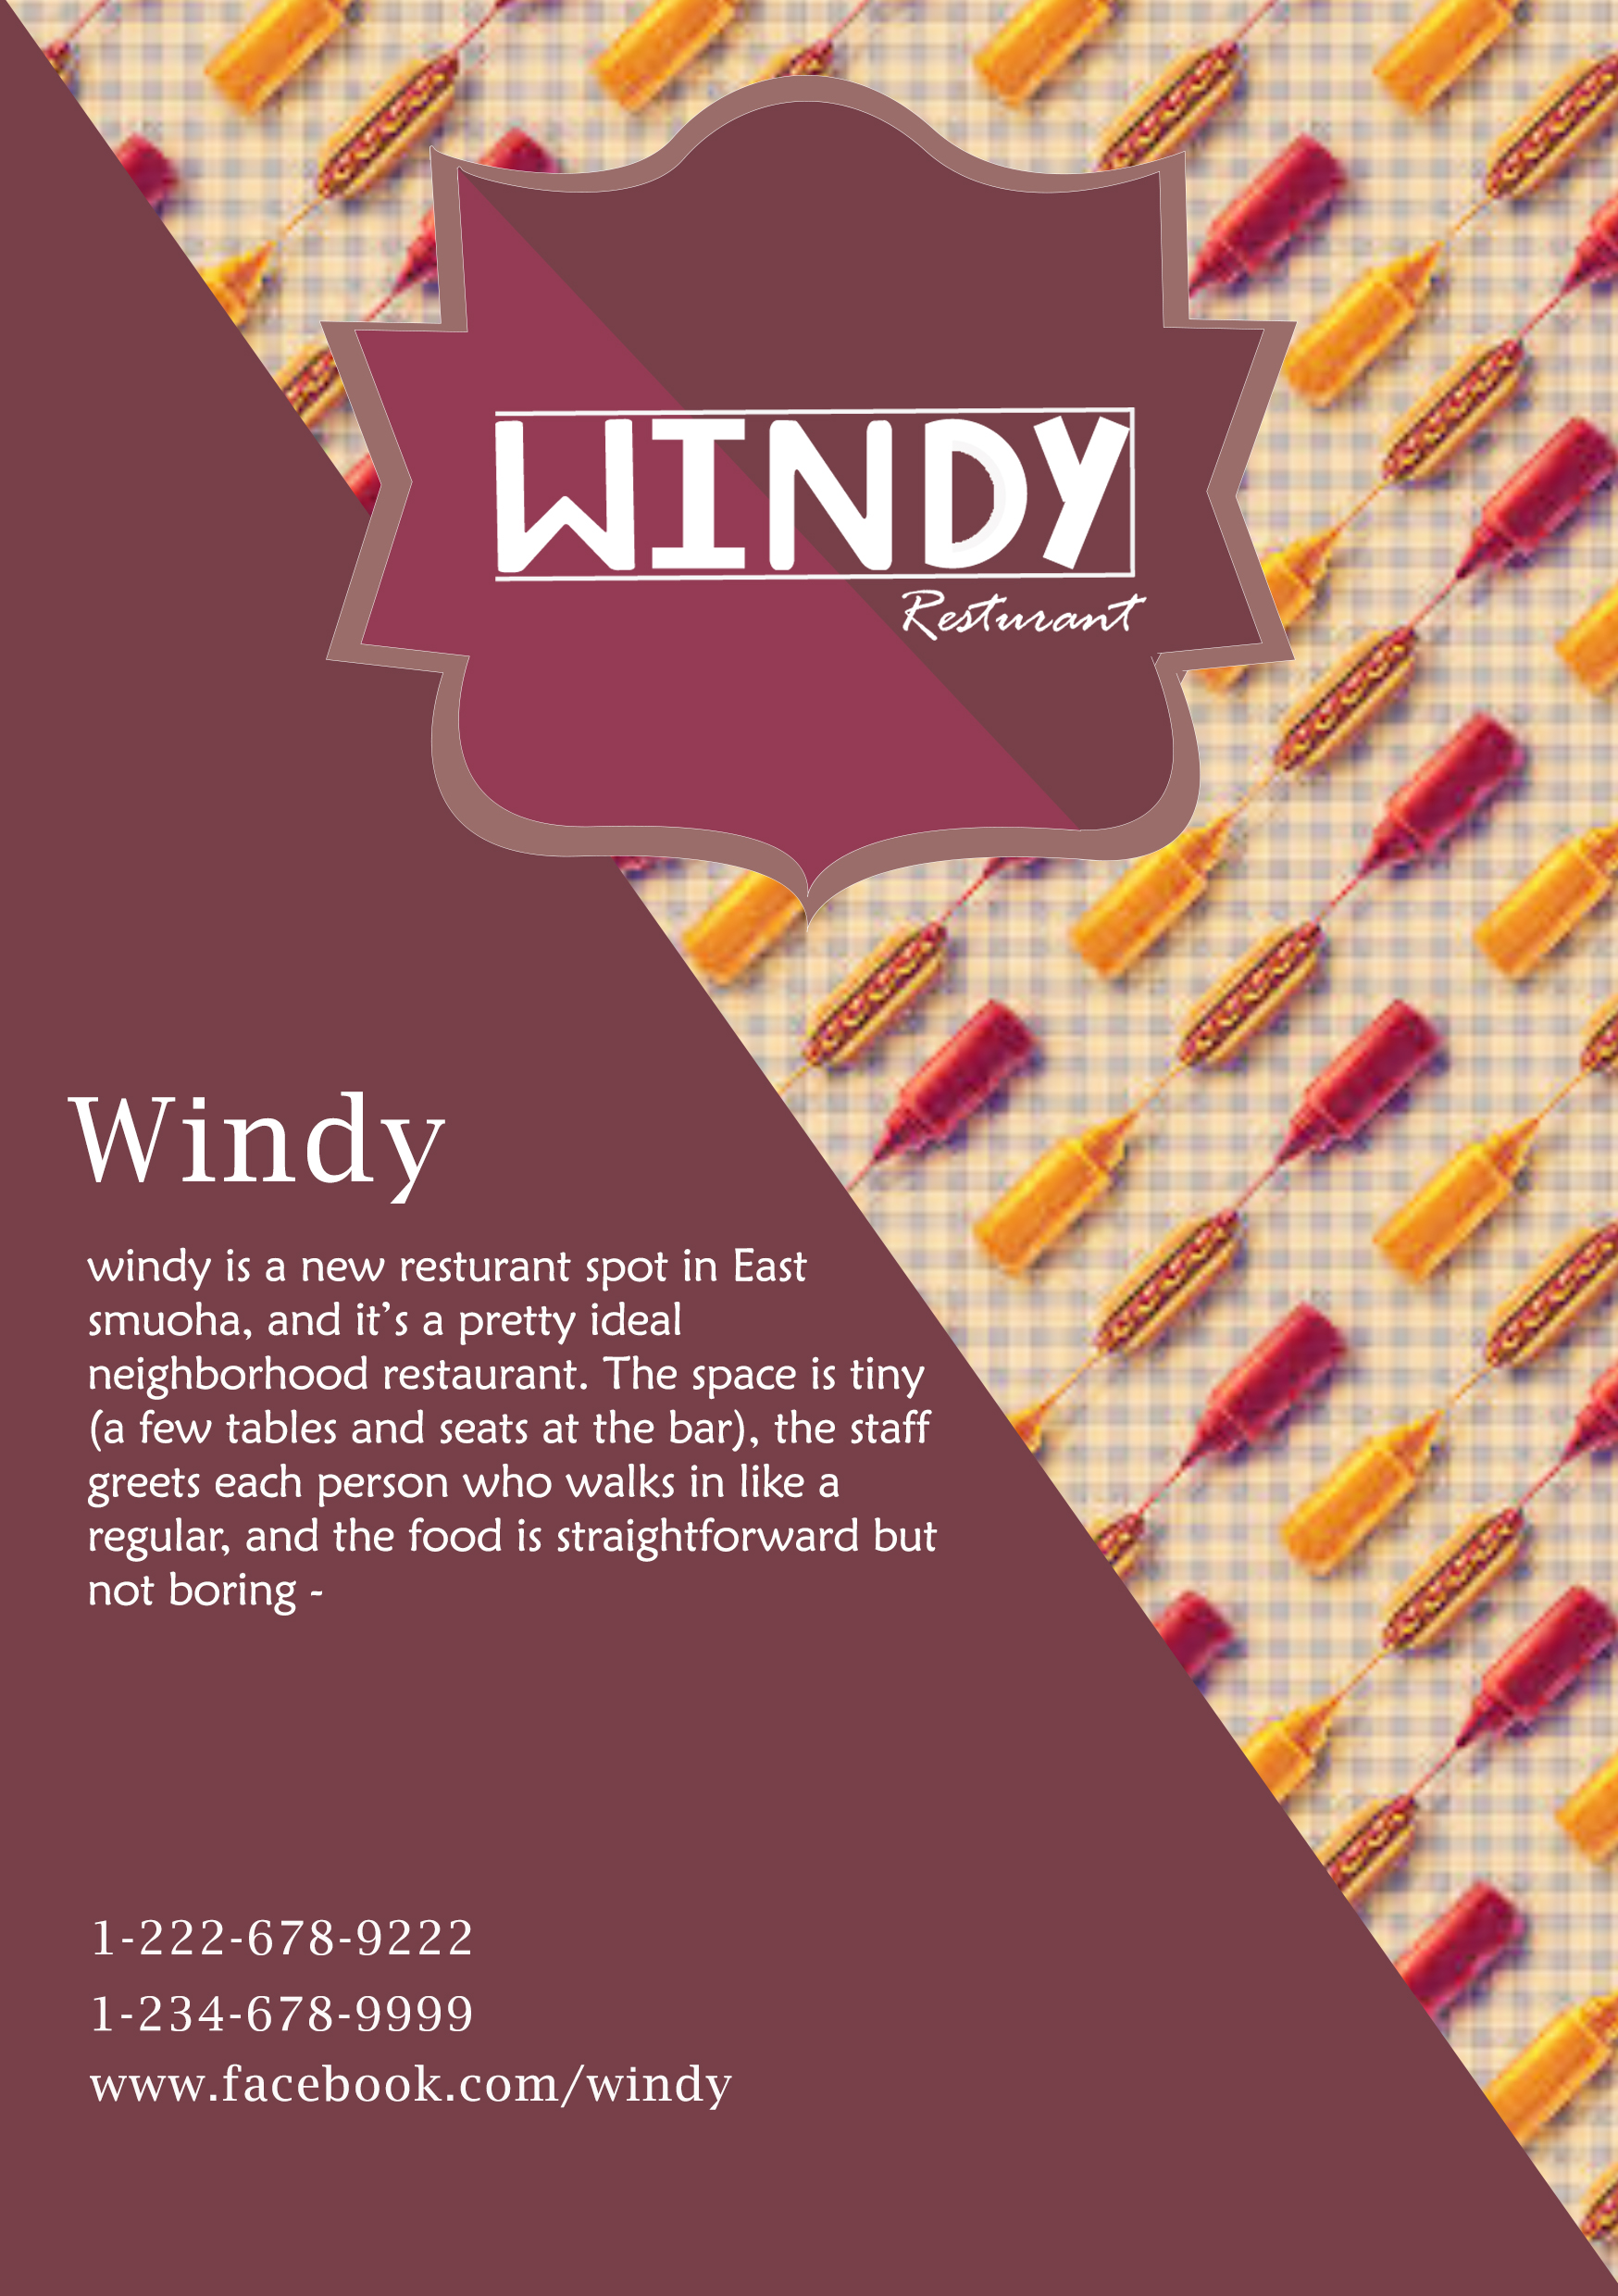 WINDY
Resturant
Windy
windy is a new resturant spot in East
smuoha, and it's a pretty ideal
neighborhood restaurant. The space is tiny
(a few tables and seats at the bar), the staff
greets each person who walks in like a
regular, and the food is straightforward but
not boring -
1-222-678-9222
1-234-678-9999
www.facebook.com/windy